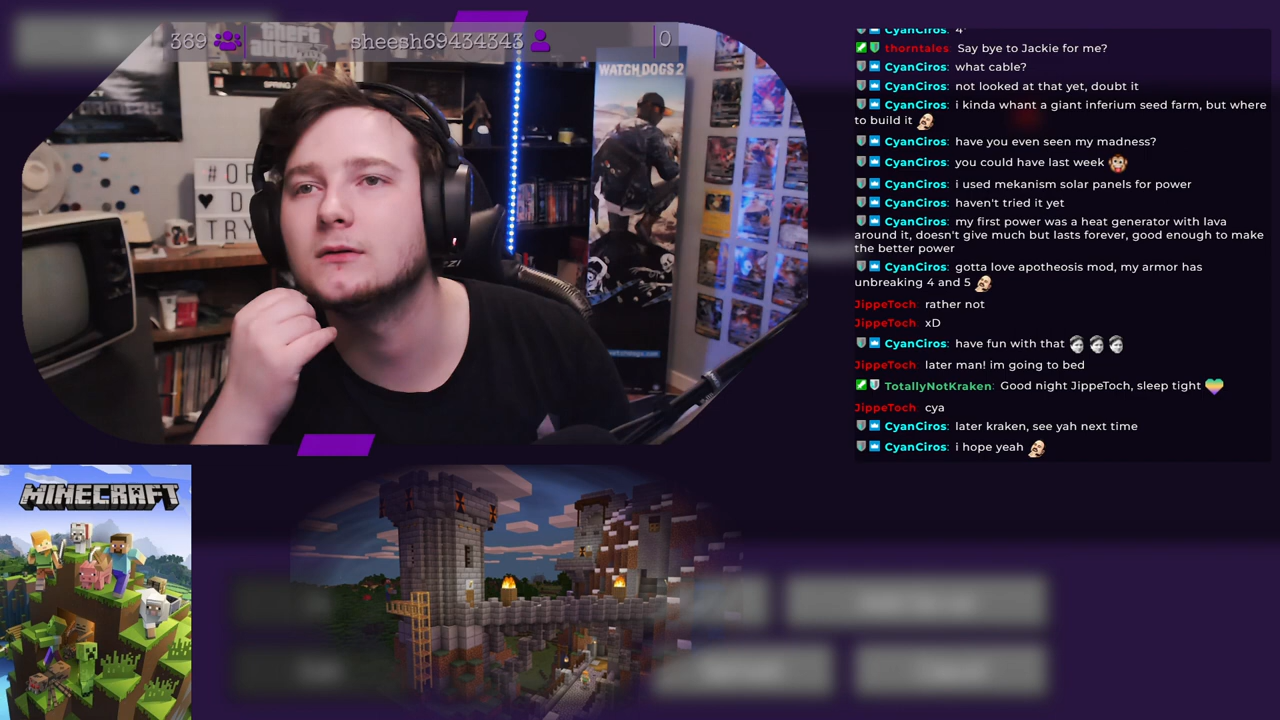 369
sheesh69434343
0
grand
theft
auto
SPRING
WATCH_DOGS 2
TRY
4
thorntales Say bye to Jackie for me?
CyanCiros: what cable?
CyanCiros: not looked at that yet, doubt it
CyanCiros: i kinda whant a giant inferium seed farm, but where
to build it
CyanCiros: have you even seen my madness?
CyanCiros: you could have last week
CyanCiros: i used mekanism solar panels for power
CyanCiros: haven't tried it yet
CyanCiros: my first power was a heat generator with lava
around it, doesn't give much but lasts forever, good enough to make
the better power
CyanCiros: gotta love apotheosis mod, my armor has
unbreaking 4 and 5
JippeToch: rather not
JippeToch: xD
CyanCiros: have fun with that
JippeToch: later man! im going to bed
TotallyNotKraken: Good night JippeToch, sleep tight
JippeToch: cya
CyanCiros: later kraken, see yah next time
CyanCiros: i hope yeah
MINECRAFT